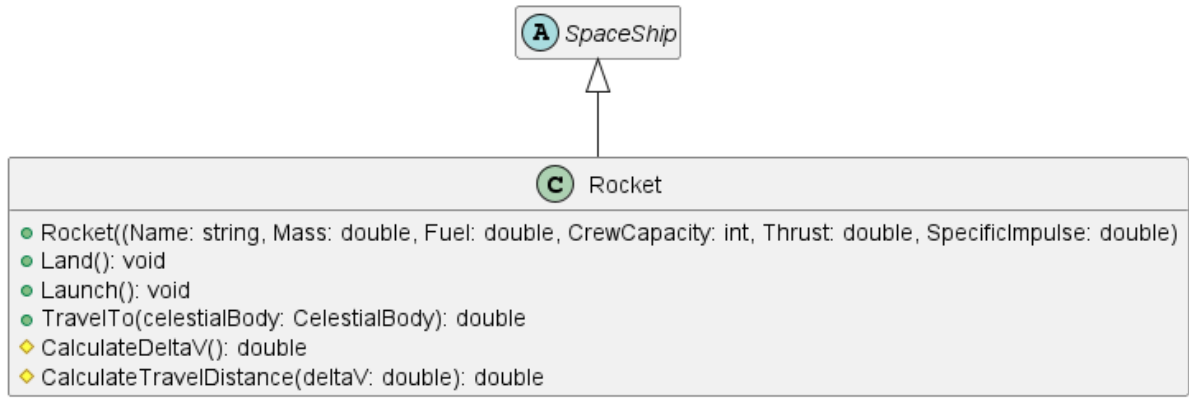 A SpaceShip
C Rocket
Rocket((Name: string, Mass: double, Fuel: double, CrewCapacity: int, Thrust: double, SpecificImpulse: double)
Land(): void
Launch(): void
TravelTo(celestialBody: CelestialBody): double
CalculateDeltaV(): double
CalculateTravelDistance(deltaV: double): double